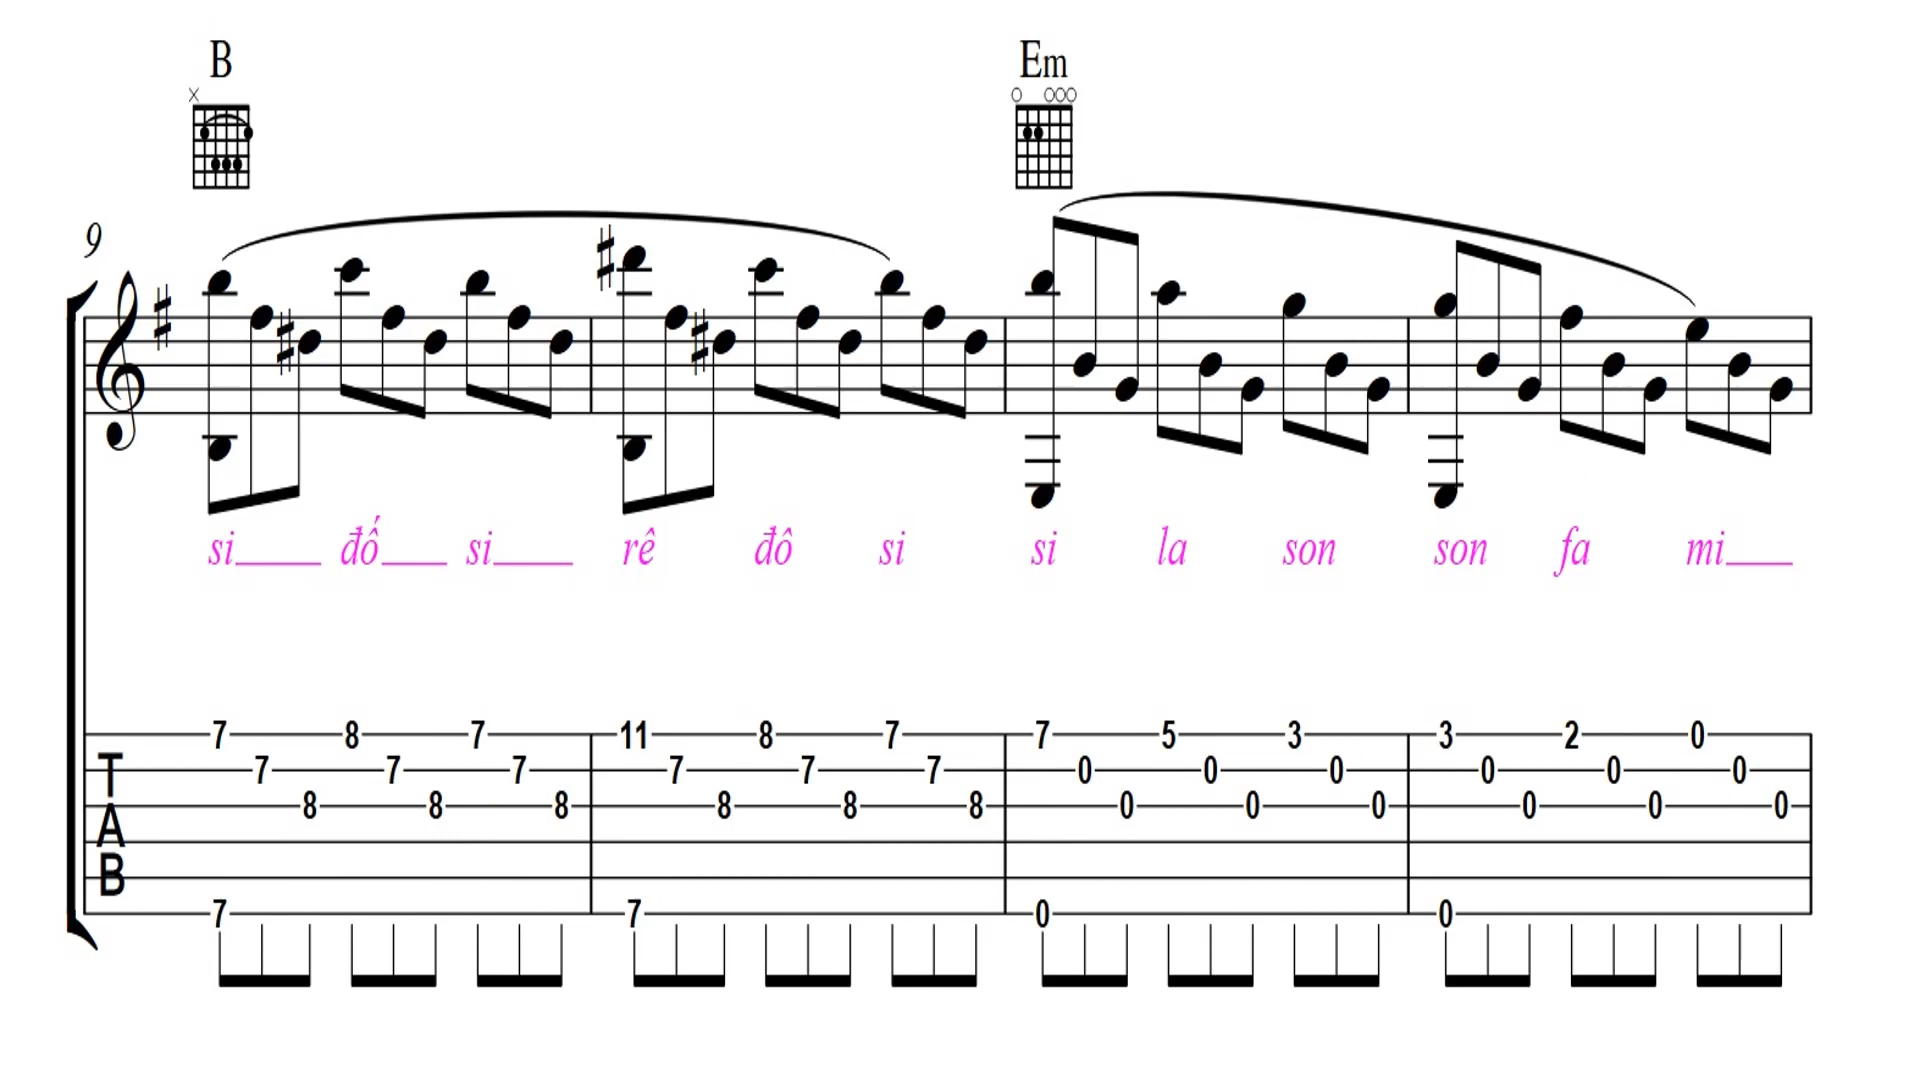 B Em
9
si đố si rê đô si si la son son fa mi
7 8 7 11 8 7 7 5 3 3 2 0
T 7 7 7 7 7 7 0 0 0 0 0 0
A 8 8 8 8 8 8 0 0 0 0 0 0
B
7 7 0 0